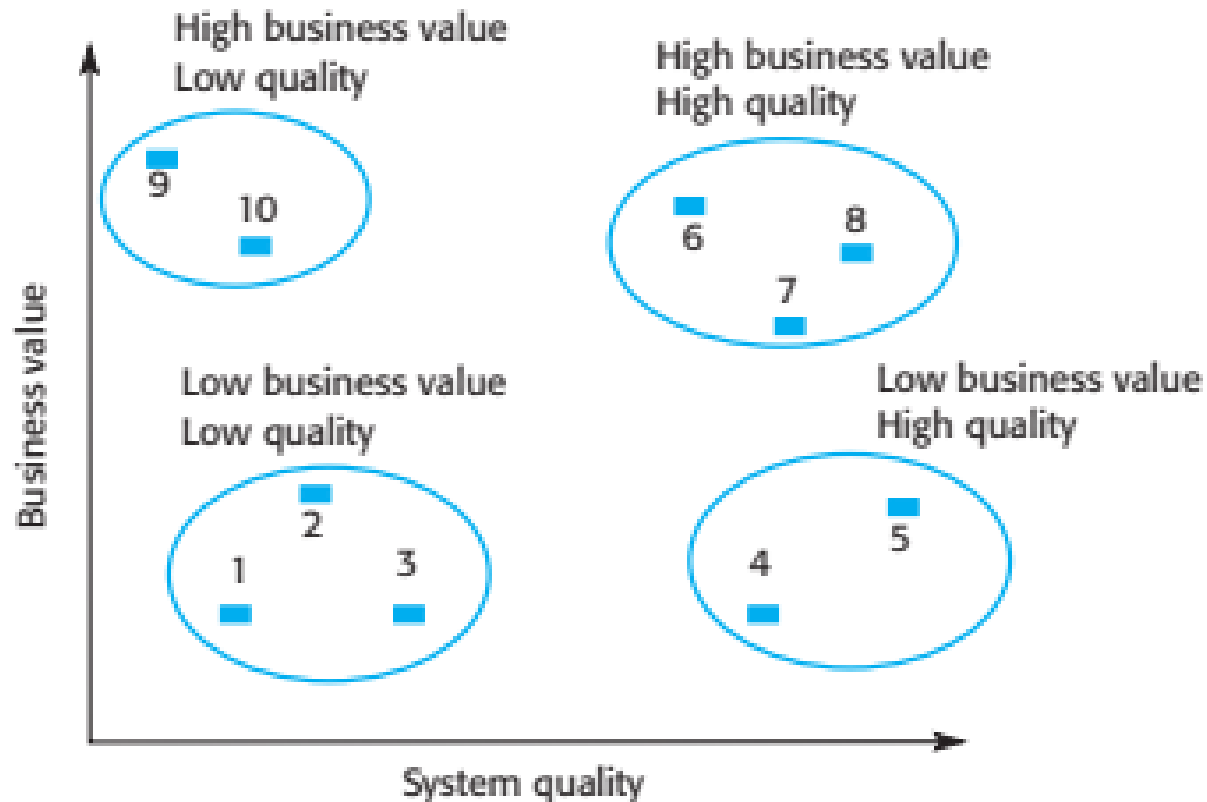 High business value
Low quality
High business value
High quality
9
10
6
8
7
Business value
Low business value
Low quality
Low business value
High quality
2
5
1
3
4
System quality